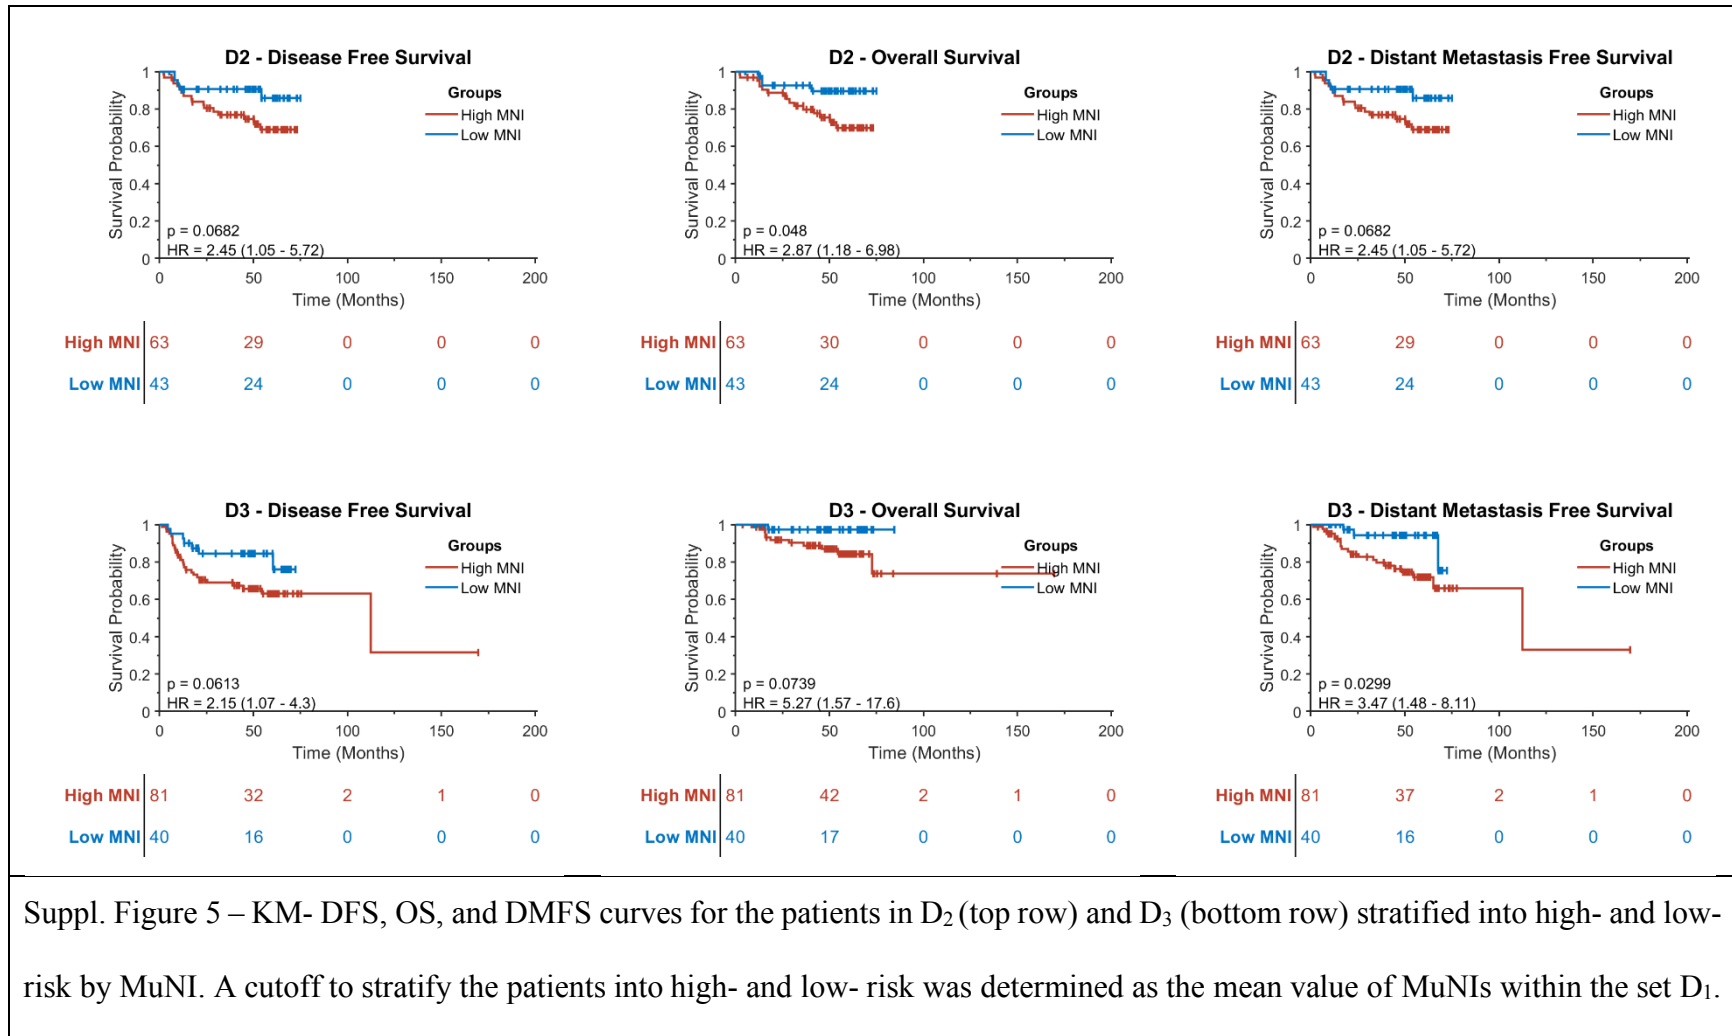 D2 - Disease Free Survival
1
0.8
0.6
0.4
0.2
0
Survival Probability
Groups
High MNI
Low MNI
p = 0.0682
HR = 2.45 (1.05 - 5.72)
0 50 100 150 200
Time (Months)
High MNI 63 29 0 0 0
Low MNI 43 24 0 0 0
D2 - Overall Survival
1
0.8
0.6
0.4
0.2
0
Survival Probability
Groups
High MNI
Low MNI
p = 0.048
HR = 2.87 (1.18 - 6.98)
0 50 100 150 200
Time (Months)
High MNI 63 30 0 0 0
Low MNI 43 24 0 0 0
D2 - Distant Metastasis Free Survival
1
0.8
0.6
0.4
0.2
0
Survival Probability
Groups
High MNI
Low MNI
p = 0.0682
HR = 2.45 (1.05 - 5.72)
0 50 100 150 200
Time (Months)
High MNI 63 29 0 0 0
Low MNI 43 24 0 0 0
D3 - Disease Free Survival
1
0.8
0.6
0.4
0.2
0
Survival Probability
Groups
High MNI
Low MNI
p = 0.0613
HR = 2.15 (1.07 - 4.3)
0 50 100 150 200
Time (Months)
High MNI 81 32 2 1 0
Low MNI 40 16 0 0 0
D3 - Overall Survival
1
0.8
0.6
0.4
0.2
0
Survival Probability
Groups
High MNI
Low MNI
p = 0.0739
HR = 5.27 (1.57 - 17.6)
0 50 100 150 200
Time (Months)
High MNI 81 42 2 1 0
Low MNI 40 17 0 0 0
D3 - Distant Metastasis Free Survival
1
0.8
0.6
0.4
0.2
0
Survival Probability
Groups
High MNI
Low MNI
p = 0.0299
HR = 3.47 (1.48 - 8.11)
0 50 100 150 200
Time (Months)
High MNI 81 37 2 1 0
Low MNI 40 16 0 0 0
Suppl. Figure 5 – KM- DFS, OS, and DMFS curves for the patients in D2 (top row) and D3 (bottom row) stratified into high- and low-
risk by MuNI. A cutoff to stratify the patients into high- and low- risk was determined as the mean value of MuNIs within the set D1.